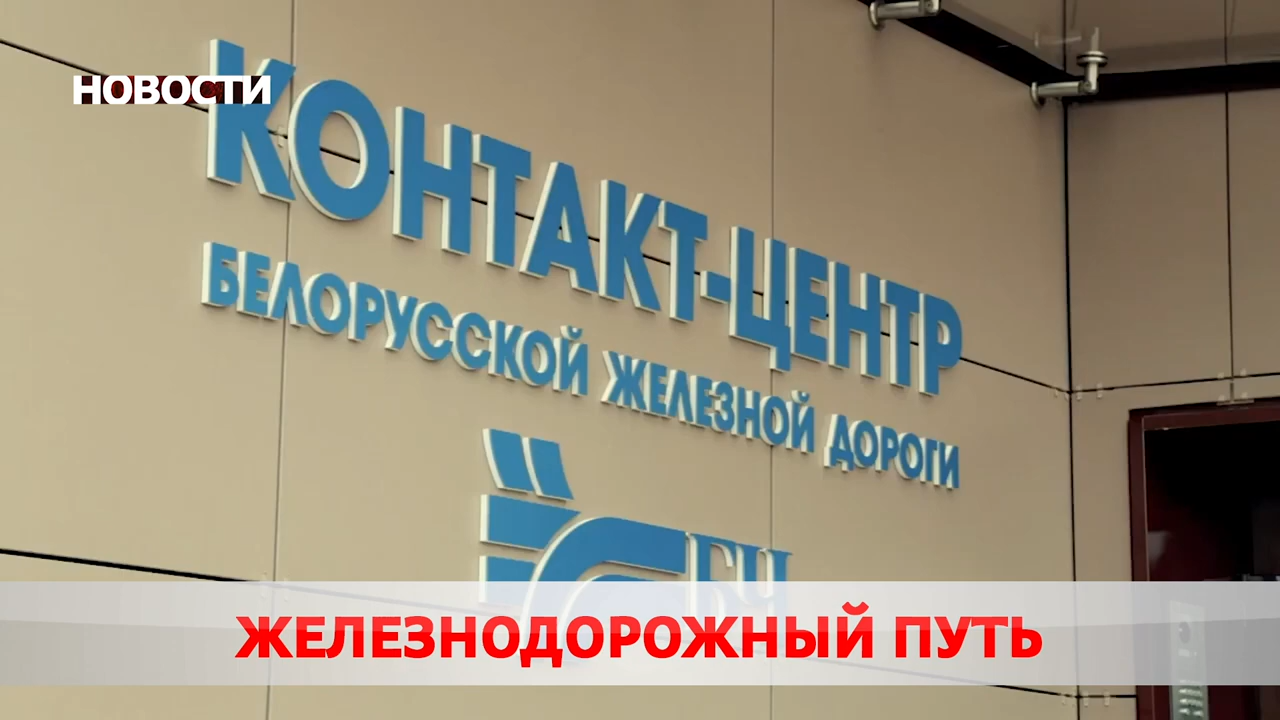 НОВОСТИ
КОНТАКТ-ЦЕНТР
БЕЛОРУССКОЙ ЖЕЛЕЗНОЙ ДОРОГИ
БЧ
ЖЕЛЕЗНОДОРОЖНЫЙ ПУТЬ